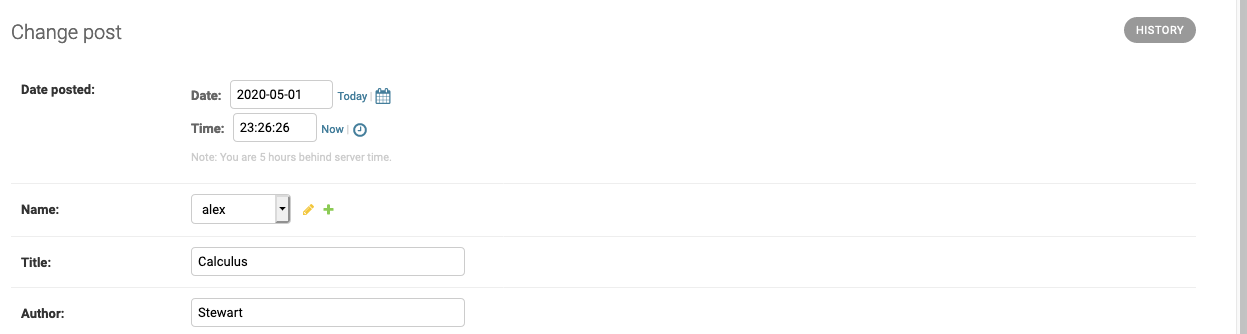 Change post
HISTORY
Date posted:
Date: 2020-05-01 Today |
Time: 23:26:26 Now |
Note: You are 5 hours behind server time.
Name: alex
Title: Calculus
Author: Stewart